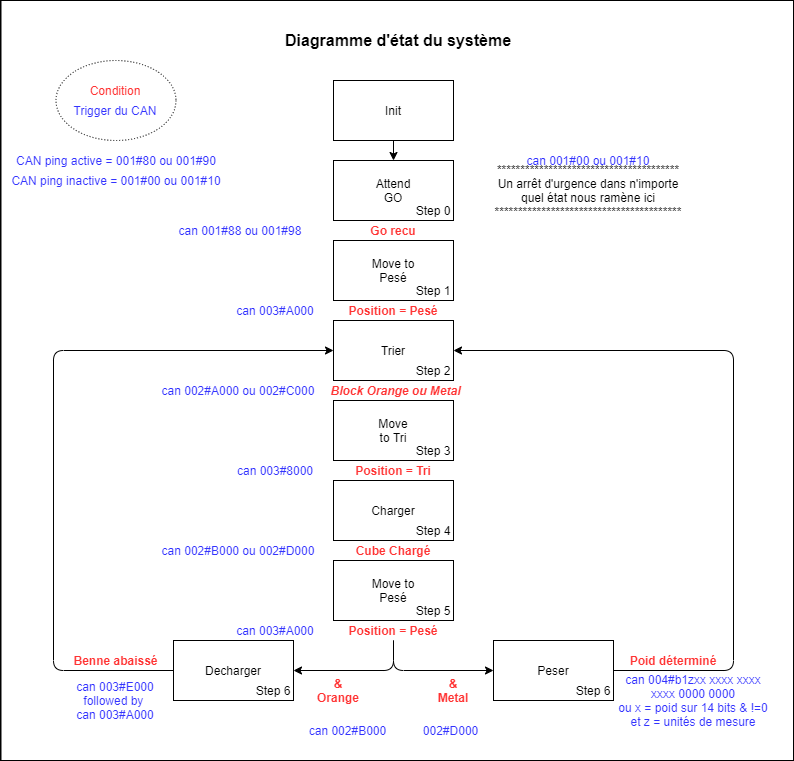 Diagramme d'état du système
Condition
Trigger du CAN
Init
CAN ping active = 001#80 ou 001#90
CAN ping inactive = 001#00 ou 001#10
Attend
GO
Step 0
can 001#00 ou 001#10
***************************************
Un arrêt d'urgence dans n'importe
quel état nous ramène ici
****************************************
can 001#88 ou 001#98
Go recu
Move to
Pesé
Step 1
can 003#A000
Position = Pesé
Trier
Step 2
can 002#A000 ou 002#C000
Block Orange ou Metal
Move
to Tri
Step 3
can 003#8000
Position = Tri
Charger
Step 4
can 002#B000 ou 002#D000
Cube Chargé
Move to
Pesé
Step 5
can 003#A000
Position = Pesé
Benne abaissé
Decharger
Step 6
can 003#E000
followed by
can 003#A000
&
Orange
can 002#B000
&
Metal
002#D000
Peser
Step 6
Poid déterminé
can 004#b1zxx xxxx xxxx
xxxx 0000 0000
ou x = poid sur 14 bits & !=0
et z = unités de mesure